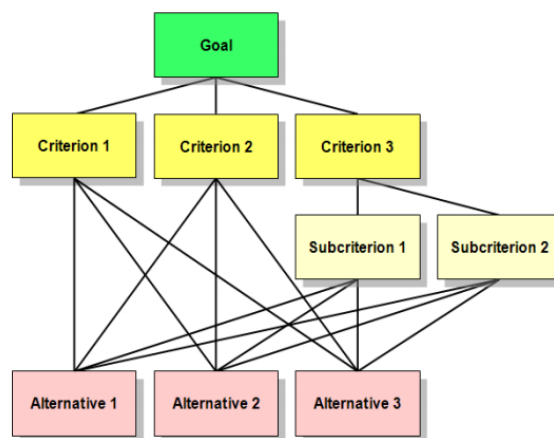 Goal
Criterion 1
Criterion 2
Criterion 3
Subcriterion 1
Subcriterion 2
Alternative 1
Alternative 2
Alternative 3